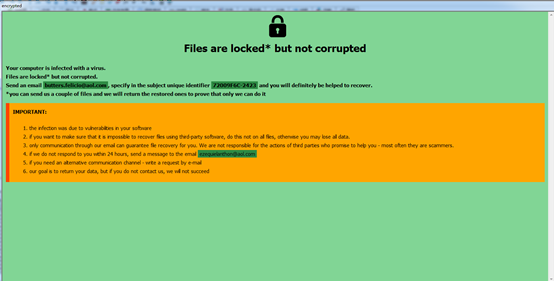 encrypted
Files are locked* but not corrupted
Your computer is infected with a virus.
Files are locked* but not corrupted.
Send an email butters.felicio@aol.com, specify in the subject unique identifier 72009F6C-2423 and you will definitely be helped to recover.
*you can send us a couple of files and we will return the restored ones to prove that only we can do it
IMPORTANT:
1. the infection was due to vulnerabilities in your software
2. if you want to make sure that it is impossible to recover files using third-party software, do this not on all files, otherwise you may lose all data.
3. only communication through our email can guarantee file recovery for you. We are not responsible for the actions of third parties who promise to help you - most often they are scammers.
4. if we do not respond to you within 24 hours, send a message to the email
5. if you need an alternative communication channel - write a request by e-mail
6. our goal is to return your data, but if you do not contact us, we will not succeed